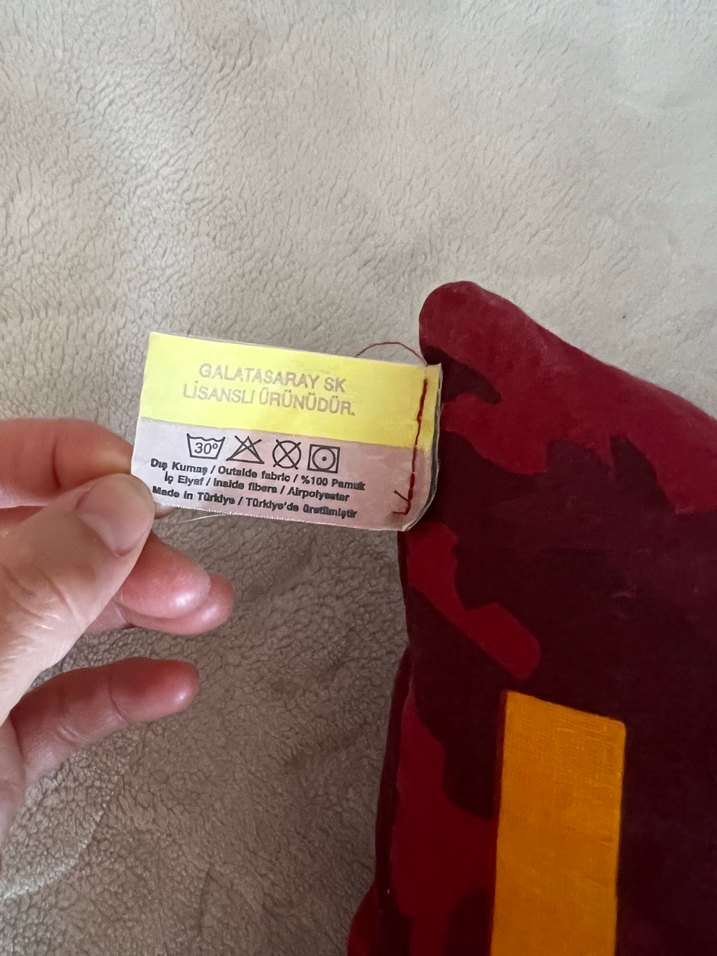 GALATASARAY SK
LİSANSLI ÜRÜNÜDÜR.
30°
Dış Kumaş / Outside fabric / %100 Pamuk
İç Elyaf / Inside fibers / Airpolyester
Made in Türkiye / Türkiye'de üretilmiştir